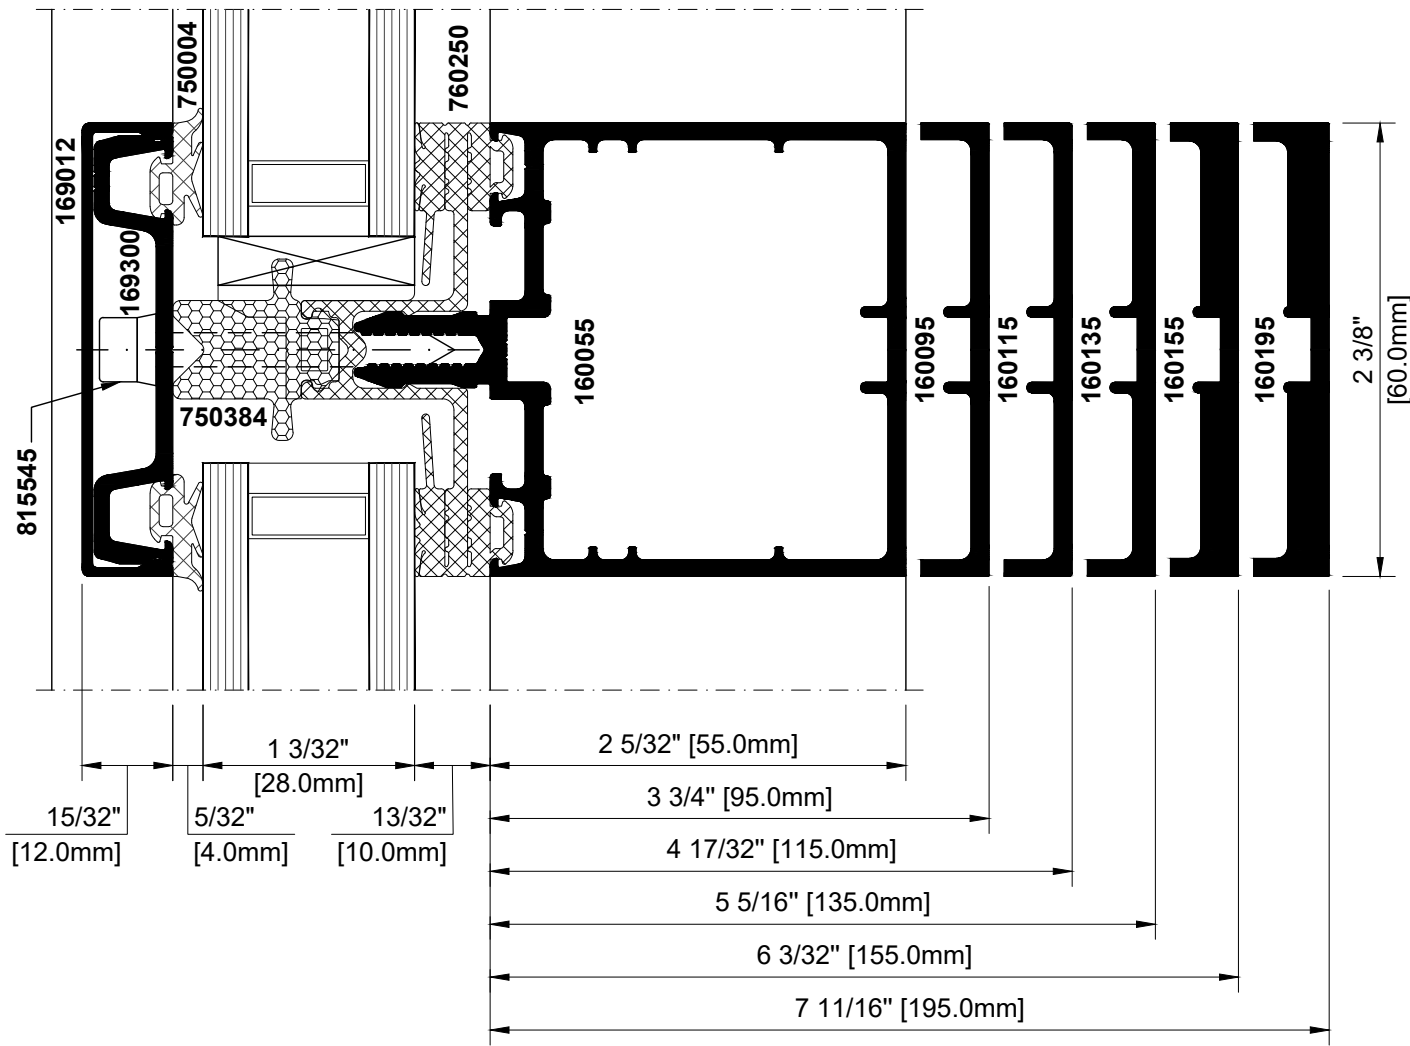 750004
760250
169012
169300
815545
750384
160055
160095
160115
160135
160155
160195
2 3/8"
[60.0mm]
1 3/32"
[28.0mm]
2 5/32" [55.0mm]
15/32"
[12.0mm]
5/32"
[4.0mm]
13/32"
[10.0mm]
3 3/4" [95.0mm]
4 17/32" [115.0mm]
5 5/16" [135.0mm]
6 3/32" [155.0mm]
7 11/16" [195.0mm]